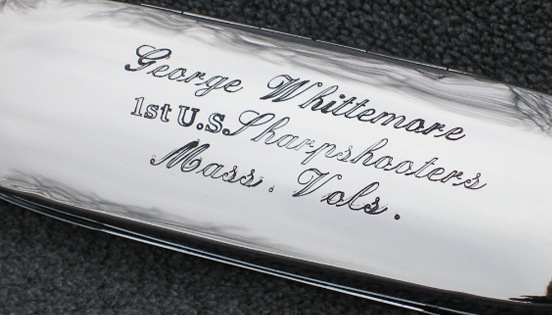 George Whittemore
1st U.S. Sharpshooters
Mass. Vols.